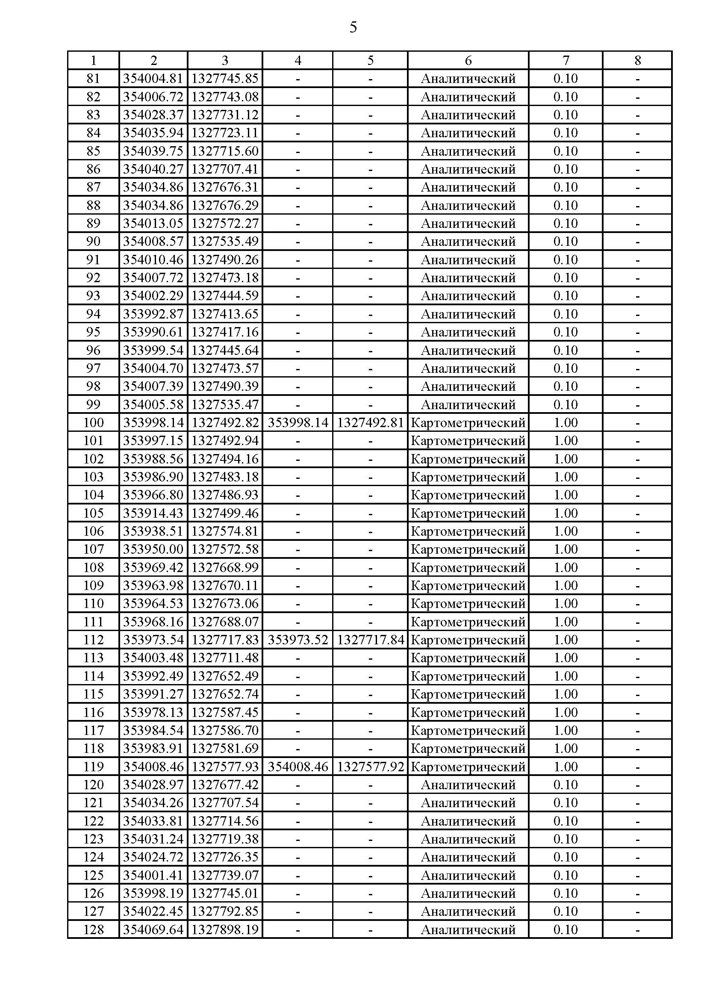 5
1 2 3 4 5 6 7 8
81 354004.81 1327745.85 - - Аналитический 0.10 -
82 354006.72 1327743.08 - - Аналитический 0.10 -
83 354028.37 1327731.12 - - Аналитический 0.10 -
84 354035.94 1327723.11 - - Аналитический 0.10 -
85 354039.75 1327715.60 - - Аналитический 0.10 -
86 354040.27 1327707.41 - - Аналитический 0.10 -
87 354034.86 1327676.31 - - Аналитический 0.10 -
88 354034.86 1327676.29 - - Аналитический 0.10 -
89 354013.05 1327572.27 - - Аналитический 0.10 -
90 354008.57 1327535.49 - - Аналитический 0.10 -
91 354010.46 1327490.26 - - Аналитический 0.10 -
92 354007.72 1327473.18 - - Аналитический 0.10 -
93 354002.29 1327444.59 - - Аналитический 0.10 -
94 353992.87 1327413.65 - - Аналитический 0.10 -
95 353990.61 1327417.16 - - Аналитический 0.10 -
96 353999.54 1327445.64 - - Аналитический 0.10 -
97 354004.70 1327473.57 - - Аналитический 0.10 -
98 354007.39 1327490.39 - - Аналитический 0.10 -
99 354005.58 1327535.47 - - Аналитический 0.10 -
100 353998.14 1327492.82 353998.14 1327492.81 Картометрический 1.00 -
101 353997.15 1327492.94 - - Картометрический 1.00 -
102 353988.56 1327494.16 - - Картометрический 1.00 -
103 353986.90 1327483.18 - - Картометрический 1.00 -
104 353966.80 1327486.93 - - Картометрический 1.00 -
105 353914.43 1327499.46 - - Картометрический 1.00 -
106 353938.51 1327574.81 - - Картометрический 1.00 -
107 353950.00 1327572.58 - - Картометрический 1.00 -
108 353969.42 1327668.99 - - Картометрический 1.00 -
109 353963.98 1327670.11 - - Картометрический 1.00 -
110 353964.53 1327673.06 - - Картометрический 1.00 -
111 353968.16 1327688.07 - - Картометрический 1.00 -
112 353973.54 1327717.83 353973.52 1327717.84 Картометрический 1.00 -
113 354003.48 1327711.48 - - Картометрический 1.00 -
114 353992.49 1327652.49 - - Картометрический 1.00 -
115 353991.27 1327652.74 - - Картометрический 1.00 -
116 353978.13 1327587.45 - - Картометрический 1.00 -
117 353984.54 1327586.70 - - Картометрический 1.00 -
118 353983.91 1327581.69 - - Картометрический 1.00 -
119 354008.46 1327577.93 354008.46 1327577.92 Картометрический 1.00 -
120 354028.97 1327677.42 - - Аналитический 0.10 -
121 354034.26 1327707.54 - - Аналитический 0.10 -
122 354033.81 1327714.56 - - Аналитический 0.10 -
123 354031.24 1327719.38 - - Аналитический 0.10 -
124 354024.72 1327726.35 - - Аналитический 0.10 -
125 354001.41 1327739.07 - - Аналитический 0.10 -
126 353998.19 1327745.01 - - Аналитический 0.10 -
127 354022.45 1327792.85 - - Аналитический 0.10 -
128 354069.64 1327898.19 - - Аналитический 0.10 -